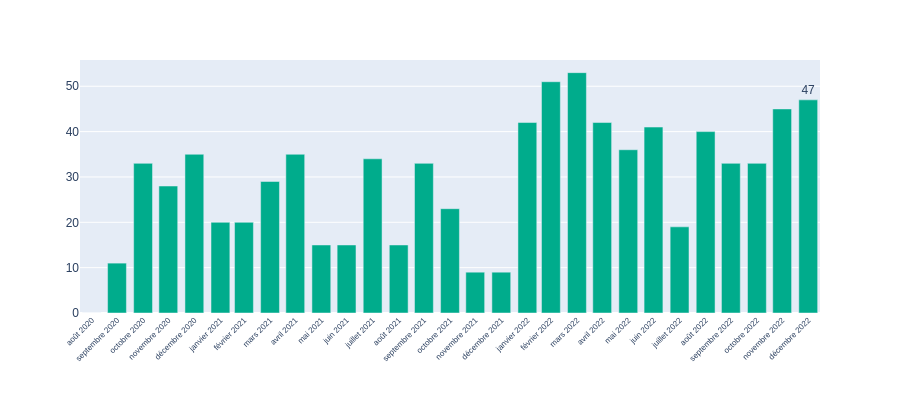 50
40
30
20
10
0
47
août 2020
septembre 2020
octobre 2020
novembre 2020
décembre 2020
janvier 2021
février 2021
mars 2021
avril 2021
mai 2021
juin 2021
juillet 2021
août 2021
septembre 2021
octobre 2021
novembre 2021
décembre 2021
janvier 2022
février 2022
mars 2022
avril 2022
mai 2022
juin 2022
juillet 2022
août 2022
septembre 2022
octobre 2022
novembre 2022
décembre 2022